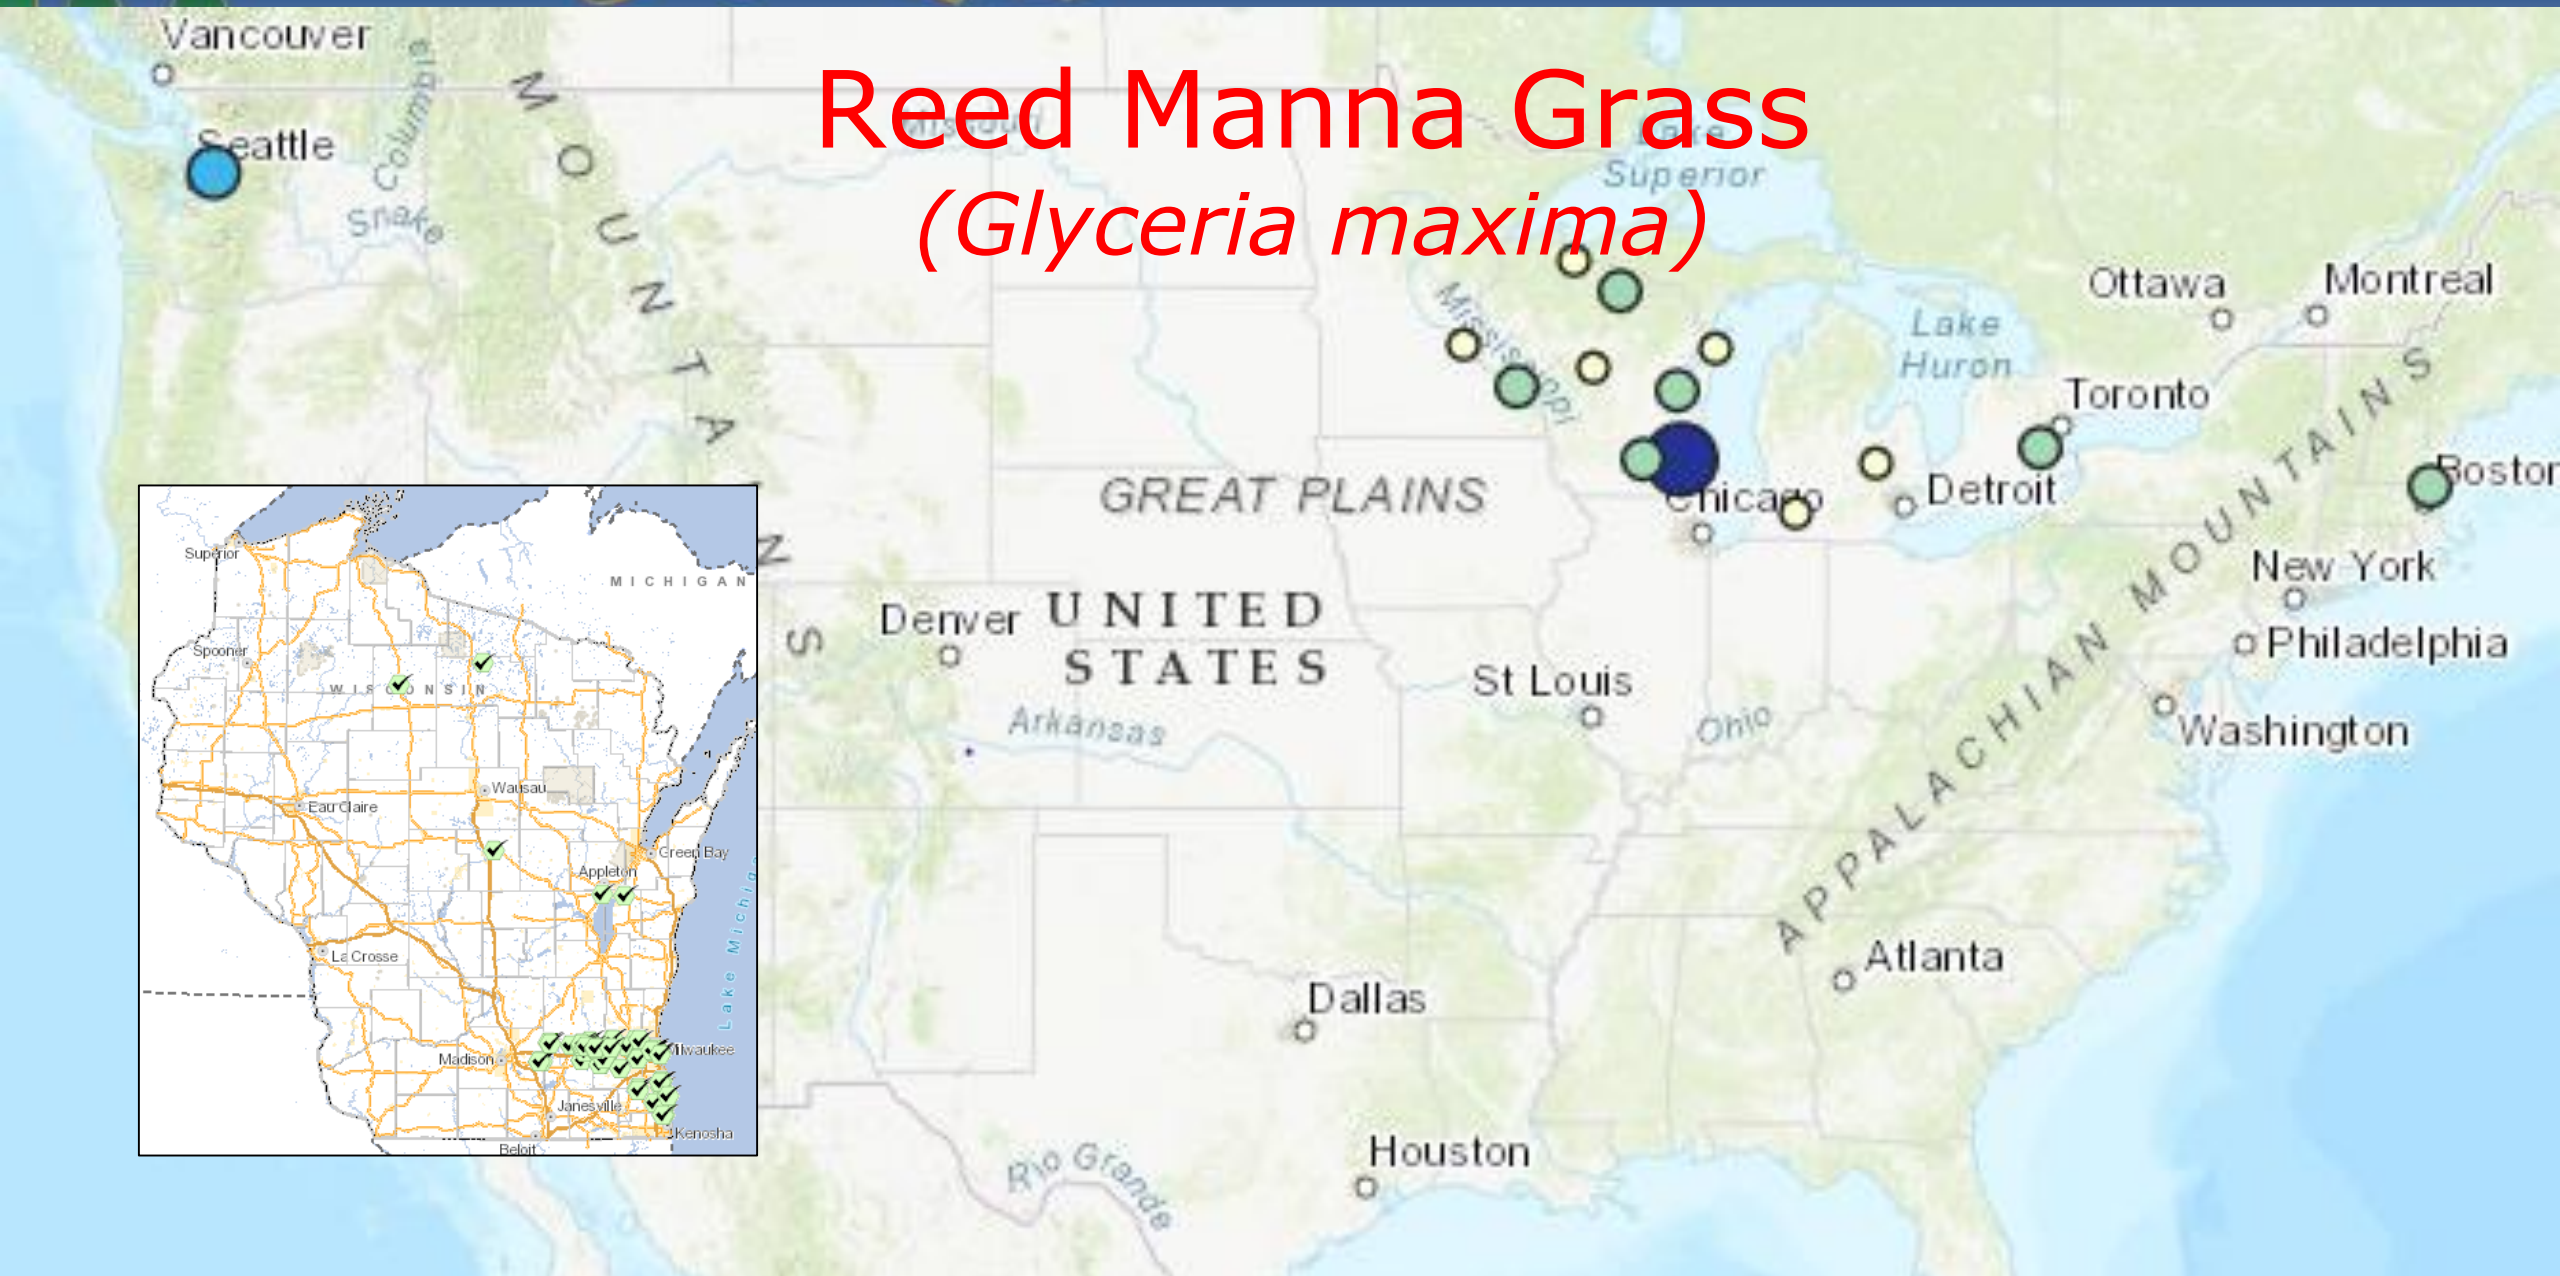 Vancouver
Seattle
Columbia
Snake
MOUNTAINS
Missouri
Reed Manna Grass
(Glyceria maxima)
Lake
Superior
Mississippi
Lake
Huron
Ottawa
Montreal
Toronto
Boston
Detroit
Chicago
GREAT PLAINS
New York
Philadelphia
Washington
APPALACHIAN MOUNTAINS
Denver
UNITED
STATES
Arkansas
St Louis
Ohio
Atlanta
Dallas
Houston
Rio Grande
Superior
MICHIGAN
Spooner
WISCONSIN
Wausau
Eau Claire
Green Bay
Appleton
La Crosse
Lake Michiga
Madison
Milwaukee
Janesville
Kenosha
Beloit